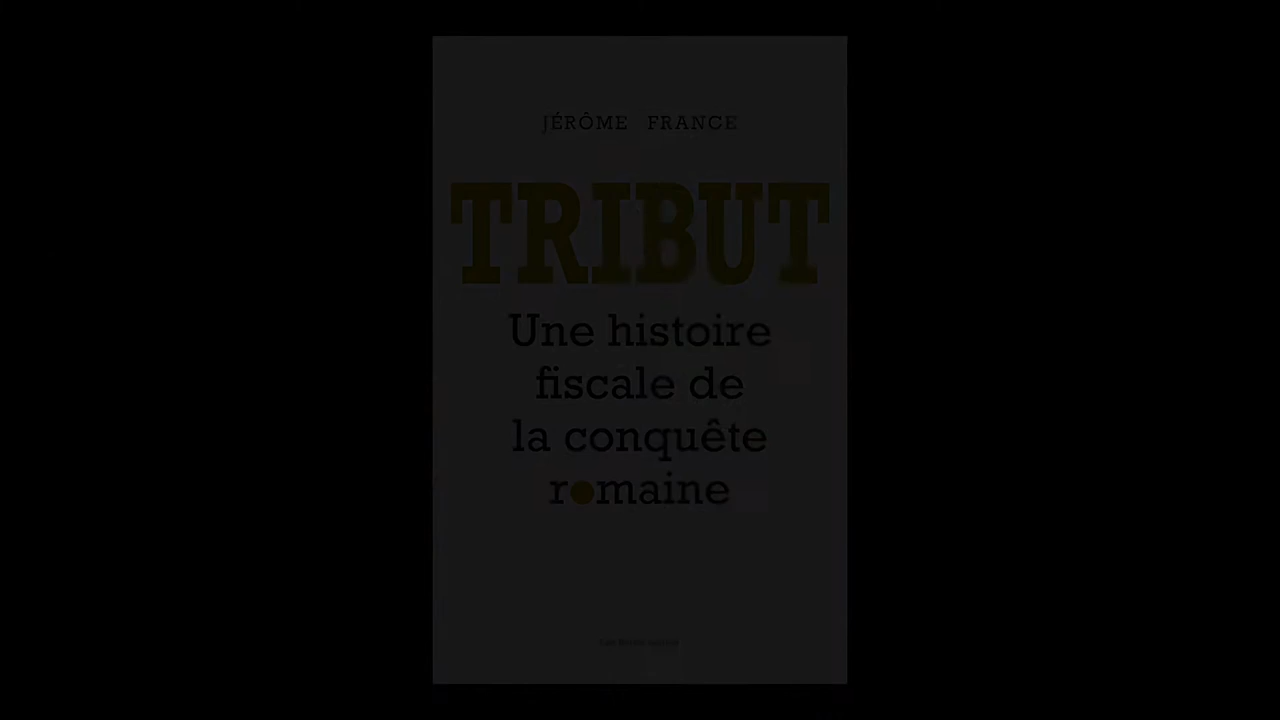 JÉRÔME FRANCE
TRIBUT
Une histoire
fiscale de
la conquête
romaine